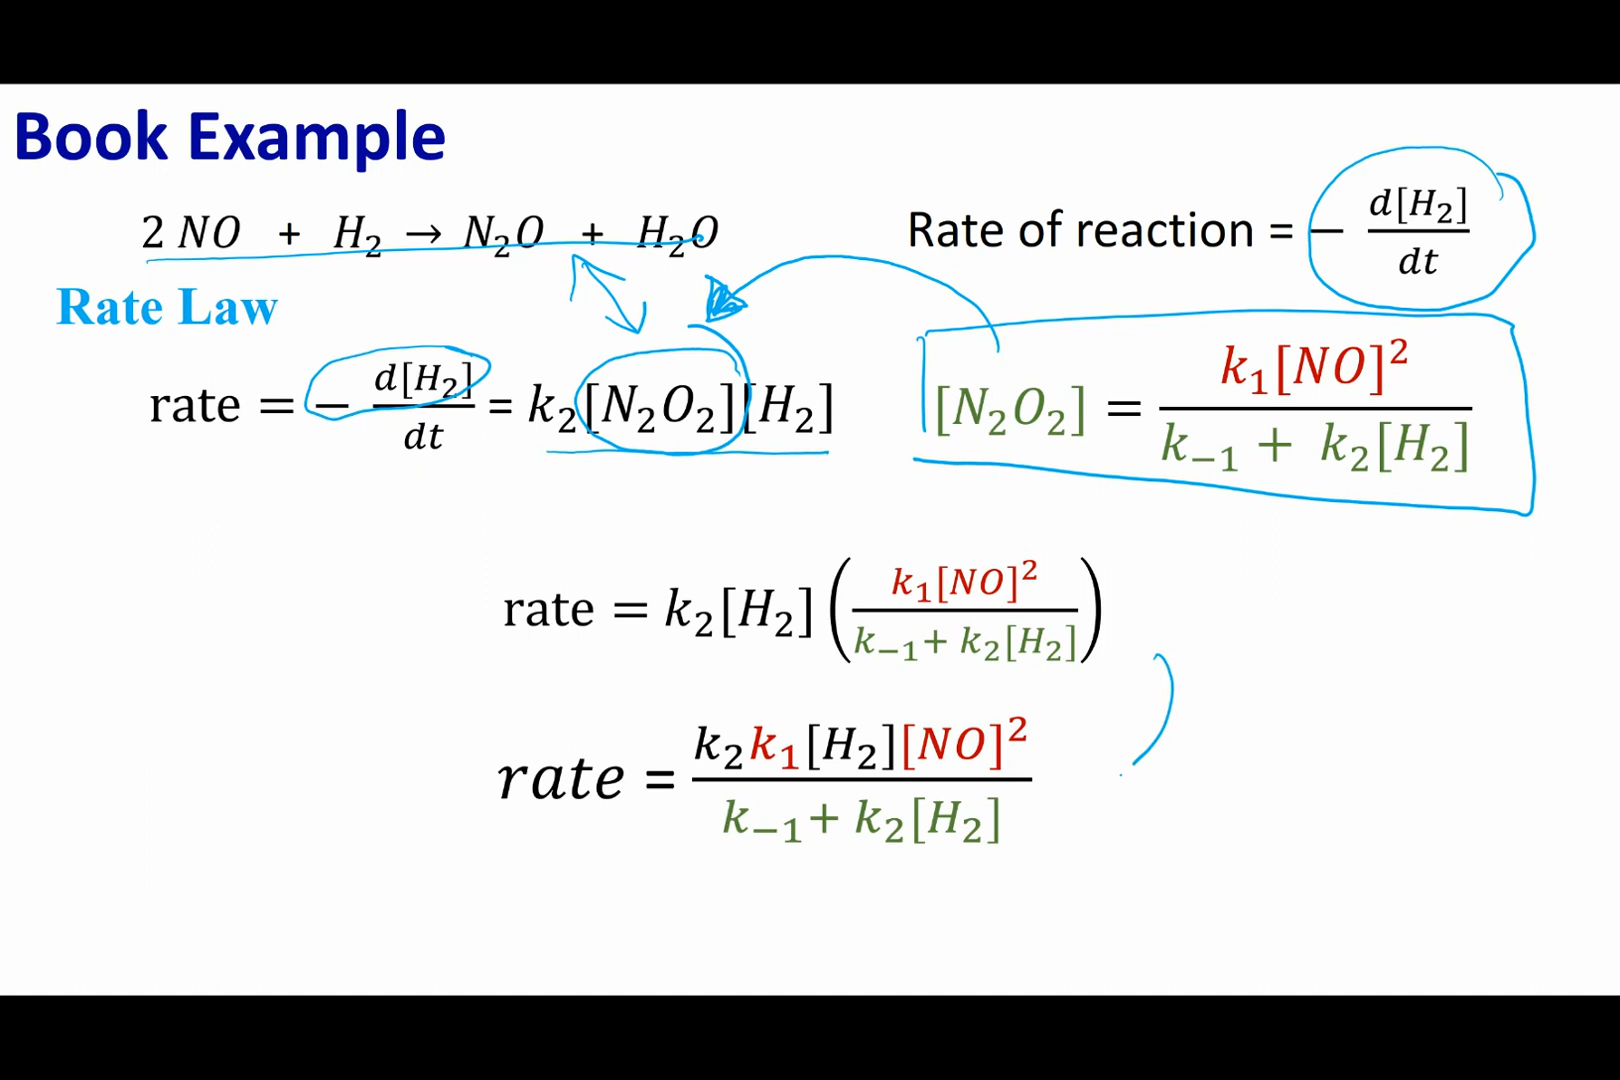 Book Example
2 NO + H₂ → N₂O + H₂O
Rate of reaction = − d[H₂]/dt
Rate Law
rate = − d[H₂]/dt = k₂[N₂O₂][H₂]
[N₂O₂] = k₁[NO]²/(k₋₁ + k₂[H₂])
rate = k₂[H₂] (k₁[NO]²/(k₋₁ + k₂[H₂]))
rate = k₂k₁[H₂][NO]²/(k₋₁ + k₂[H₂])